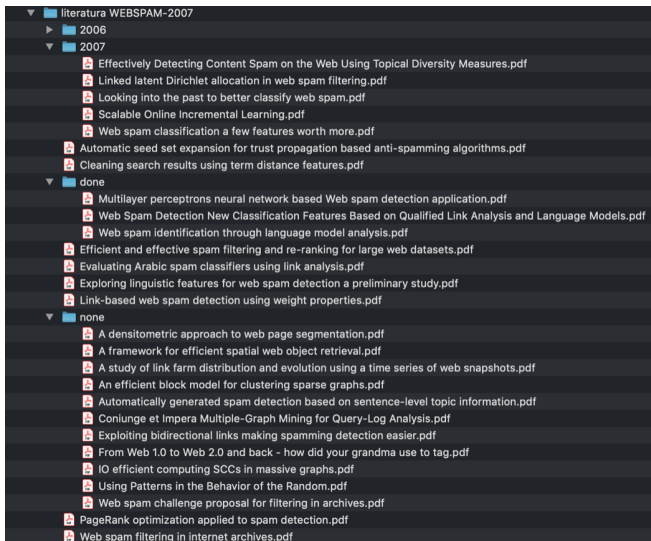 literatura WEBSPAM-2007
2006
2007
Effectively Detecting Content Spam on the Web Using Topical Diversity Measures.pdf
Linked latent Dirichlet allocation in web spam filtering.pdf
Looking into the past to better classify web spam.pdf
Scalable Online Incremental Learning.pdf
Web spam classification a few features worth more.pdf
Automatic seed set expansion for trust propagation based anti-spamming algorithms.pdf
Cleaning search results using term distance features.pdf
done
Multilayer perceptrons neural network based Web spam detection application.pdf
Web Spam Detection New Classification Features Based on Qualified Link Analysis and Language Models.pdf
Web spam identification through language model analysis.pdf
Efficient and effective spam filtering and re-ranking for large web datasets.pdf
Evaluating Arabic spam classifiers using link analysis.pdf
Exploring linguistic features for web spam detection a preliminary study.pdf
Link-based web spam detection using weight properties.pdf
none
A densitometric approach to web page segmentation.pdf
A framework for efficient spatial web object retrieval.pdf
A study of link farm distribution and evolution using a time series of web snapshots.pdf
An efficient block model for clustering sparse graphs.pdf
Automatically generated spam detection based on sentence-level topic information.pdf
Coniunge et Impera Multiple-Graph Mining for Query-Log Analysis.pdf
Exploiting bidirectional links making spamming detection easier.pdf
From Web 1.0 to Web 2.0 and back - how did your grandma use to tag.pdf
IO efficient computing SCCs in massive graphs.pdf
Using Patterns in the Behavior of the Random.pdf
Web spam challenge proposal for filtering in archives.pdf
PageRank optimization applied to spam detection.pdf
Web spam filtering in internet archives.pdf